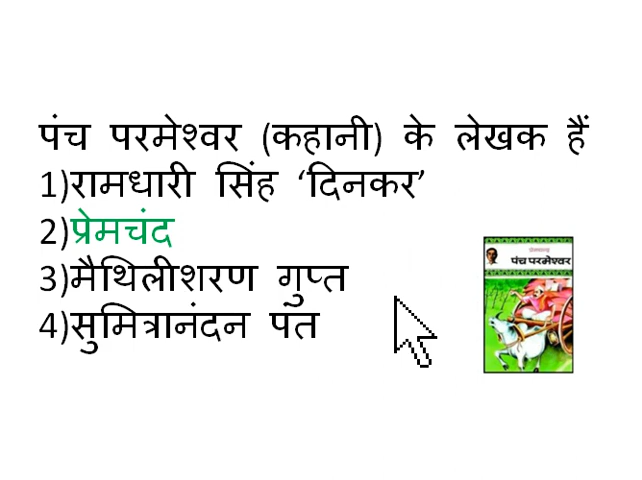 पंच परमेश्वर (कहानी) के लेखक हैं
1)रामधारी सिंह ‘दिनकर’
2)प्रेमचंद
3)मैथिलीशरण गुप्त
4)सुमित्रानंदन पंत
पंच परमेश्वर